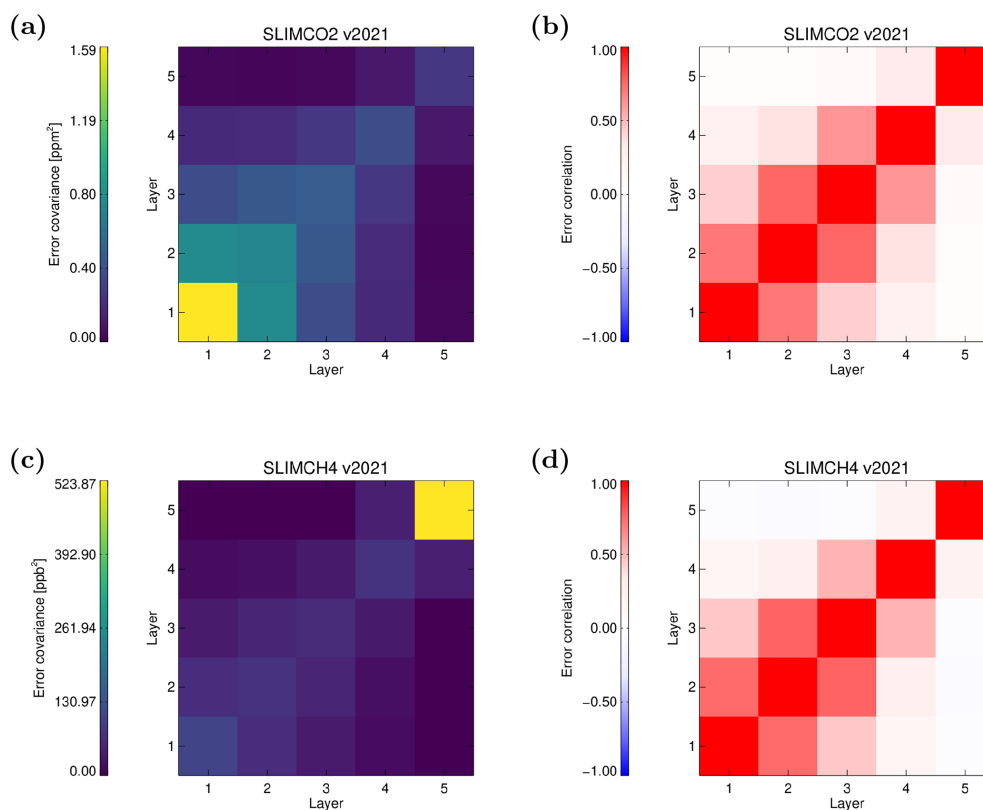 (a)
SLIMCO2 v2021
1.59
1.19
0.80
0.40
0.00
Error covariance [ppm²]
5
4
3
2
1
Layer
1 2 3 4 5
Layer
(b)
SLIMCO2 v2021
1.00
0.50
0.00
−0.50
−1.00
Error correlation
5
4
3
2
1
Layer
1 2 3 4 5
Layer
(c)
SLIMCH4 v2021
523.87
392.90
261.94
130.97
0.00
Error covariance [ppb²]
5
4
3
2
1
Layer
1 2 3 4 5
Layer
(d)
SLIMCH4 v2021
1.00
0.50
0.00
−0.50
−1.00
Error correlation
5
4
3
2
1
Layer
1 2 3 4 5
Layer